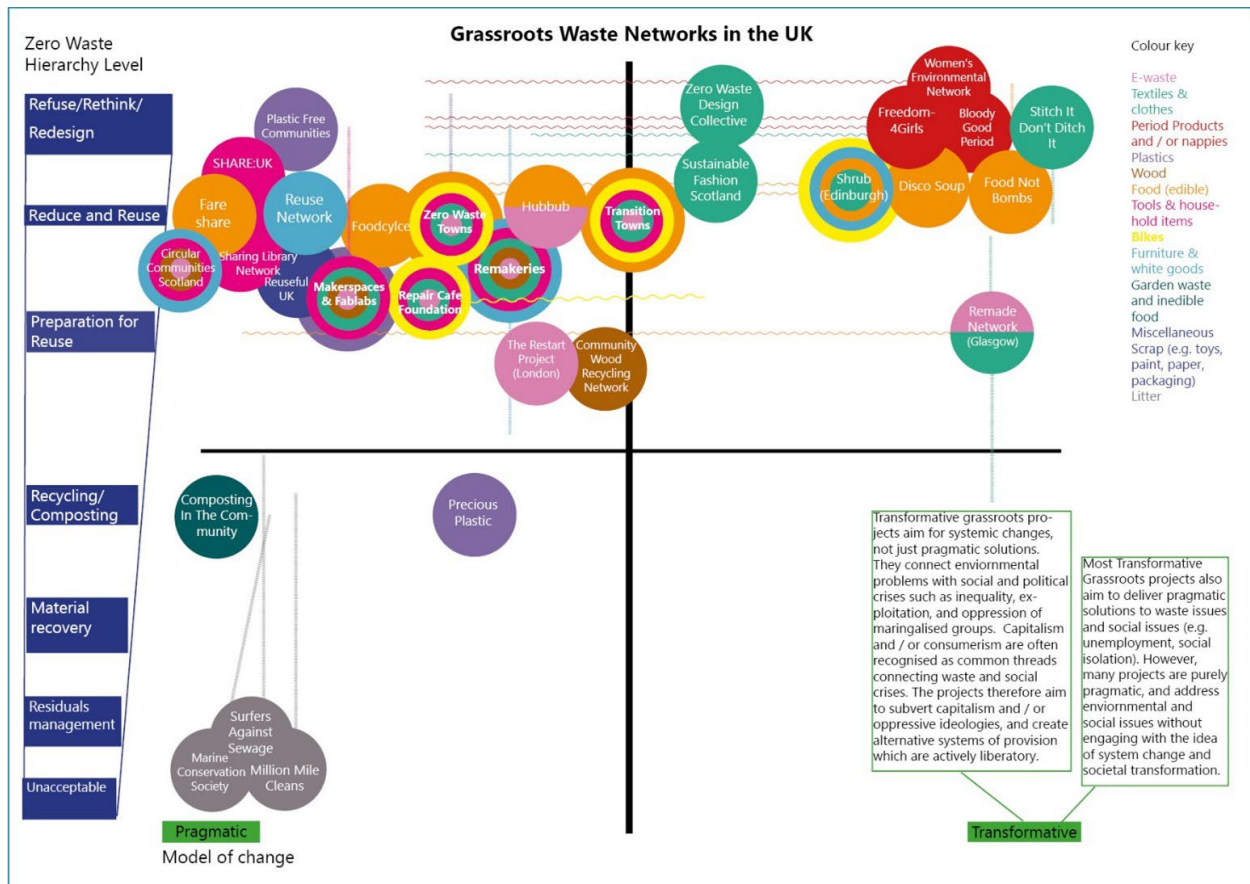 Grassroots Waste Networks in the UK
Zero Waste
Hierarchy Level
Refuse/Rethink/
Redesign
Reduce and Reuse
Preparation for
Reuse
Recycling/
Composting
Material
recovery
Residuals
management
Unacceptable
Plastic Free
Communities
SHARE:UK
Fare
share
Reuse
Network
Circular
Communities
Scotland
Sharing Library
Network
Reuseful
UK
Foodcylce
Makerspaces
& Fablabs
Zero Waste
Towns
Repair Cafe
Foundation
Hubbub
Remakeries
The Restart
Project
(London)
Community
Wood
Recycling
Network
Transition
Towns
Zero Waste
Design
Collective
Sustainable
Fashion
Scotland
Women's
Environmental
Network
Freedom-
4Girls
Bloody
Good
Period
Stitch It
Don't Ditch
It
Shrub
(Edinburgh)
Disco Soup
Food Not
Bombs
Remade
Network
(Glasgow)
Composting
In The Com-
munity
Precious
Plastic
Surfers
Against
Sewage
Marine
Conservation
Society
Million Mile
Cleans
Colour key
E-waste
Textiles &
clothes
Period Products
and / or nappies
Plastics
Wood
Food (edible)
Tools & house-
hold items
Bikes
Furniture &
white goods
Garden waste
and inedible
food
Miscellaneous
Scrap (e.g. toys,
paint, paper,
packaging)
Litter
Transformative grassroots pro-
jects aim for systemic changes,
not just pragmatic solutions.
They connect enviornmental
problems with social and political
crises such as inequality, ex-
ploitation, and oppression of
maringalised groups. Capitalism
and / or consumerism are often
recognised as common threads
connecting waste and social
crises. The projects therefore aim
to subvert capitalism and / or
oppressive ideologies, and create
alternative systems of provision
which are actively liberatory.
Most Transformative
Grassroots projects also
aim to deliver pragmatic
solutions to waste issues
and social issues (e.g.
unemployment, social
isolation). However,
many projects are purely
pragmatic, and address
enviornmental and
social issues without
engaging with the idea
of system change and
societal transformation.
Pragmatic
Model of change
Transformative